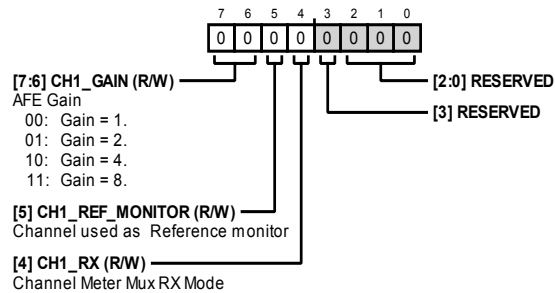 7 6 5 4 3 2 1 0
0 0 0 0 0 0 0 0
[7:6] CH1_GAIN (R/W)
AFE Gain
00: Gain = 1.
01: Gain = 2.
10: Gain = 4.
11: Gain = 8.
[5] CH1_REF_MONITOR (R/W)
Channel used as Reference monitor
[4] CH1_RX (R/W)
Channel Meter Mux RX Mode
[2:0] RESERVED
[3] RESERVED